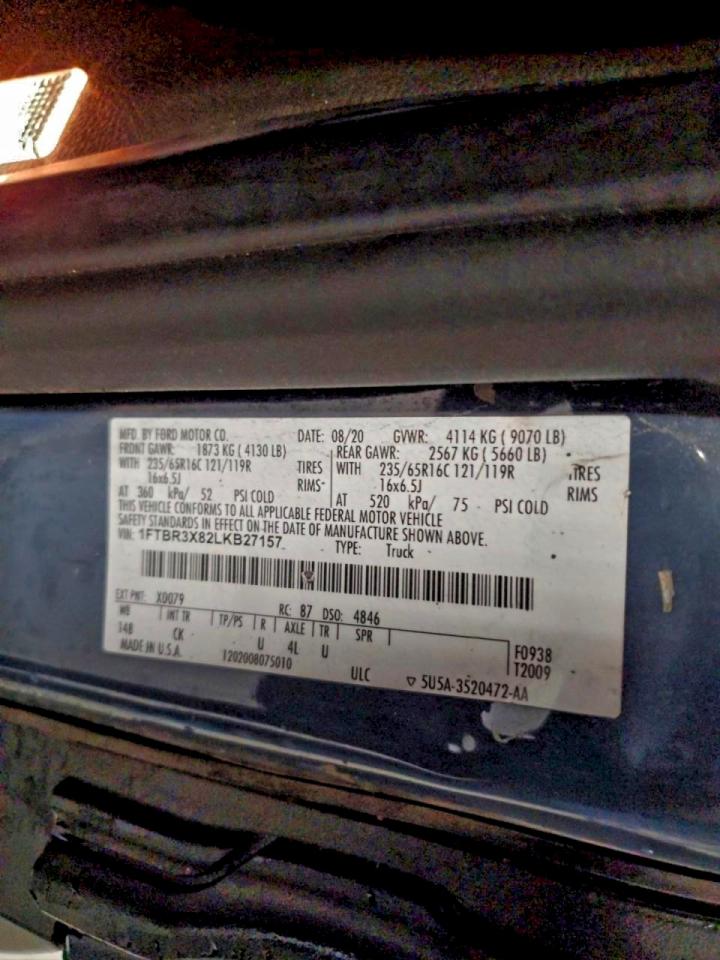 MFD. BY FORD MOTOR CO. DATE: 08/20 GVWR: 4114 KG ( 9070 LB)
FRONT GAWR: 1873 KG ( 4130 LB) REAR GAWR: 2567 KG ( 5660 LB)
WITH 235/65R16C 121/119R TIRES WITH 235/65R16C 121/119R TIRES
16x6.5J RIMS 16x6.5J RIMS
AT 360 kPa/ 52 PSI COLD AT 520 kPa/ 75 PSI COLD
THIS VEHICLE CONFORMS TO ALL APPLICABLE FEDERAL MOTOR VEHICLE
SAFETY STANDARDS IN EFFECT ON THE DATE OF MANUFACTURE SHOWN ABOVE.
VIN: 1FTBR3X82LKB27157 TYPE: Truck
EXT PNT: X0079 RC: 87 DSO: 4846
WB INT TR TP/PS R AXLE TR SPR
148 CK U 4L U F0938
MADE IN U.S.A. 1202008075010 T2009
ULC 5U5A-3520472-AA